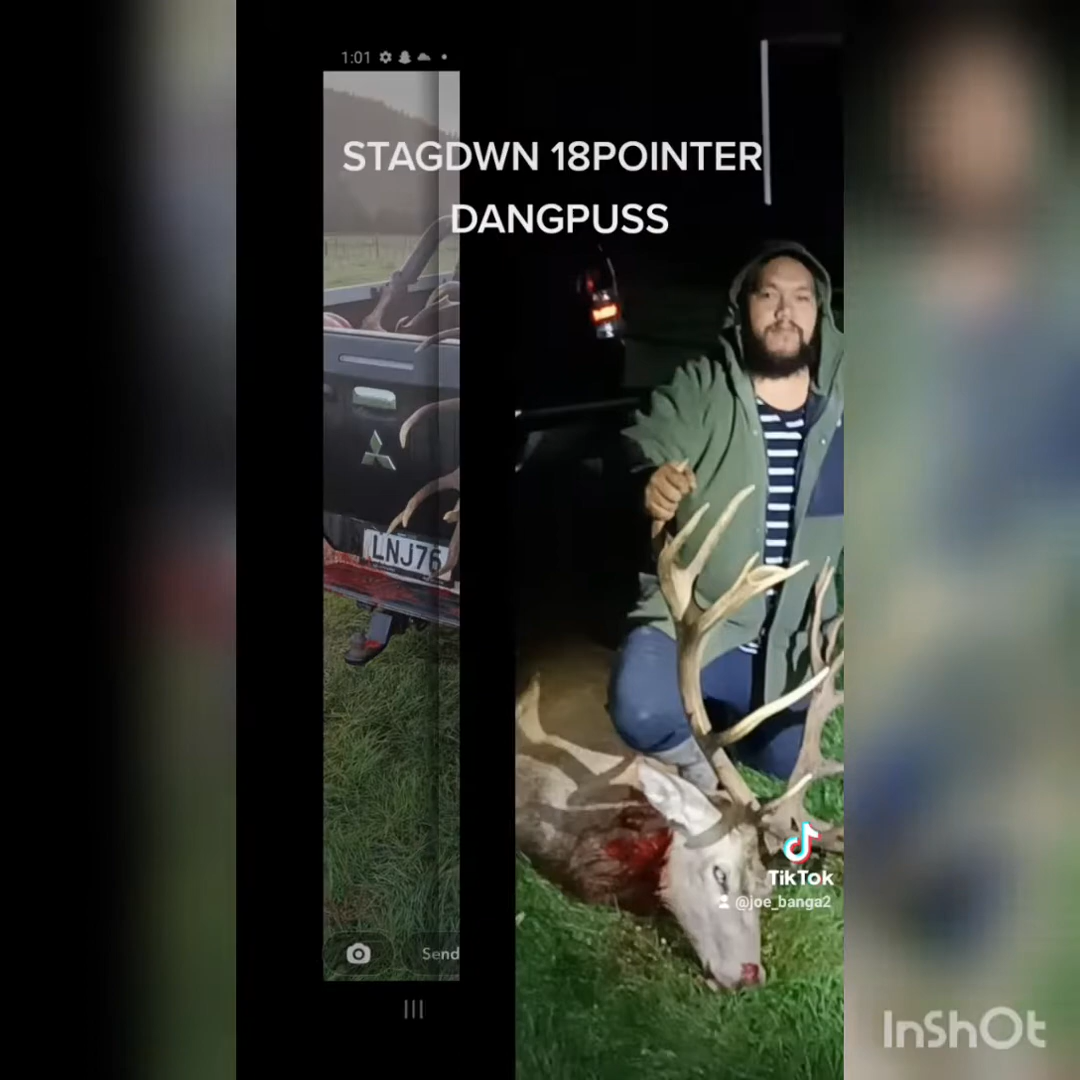 1:01
STAGDWN 18POINTER
DANGPUSS
LNJ76
Send
TikTok
@joe_banga2
InShOt